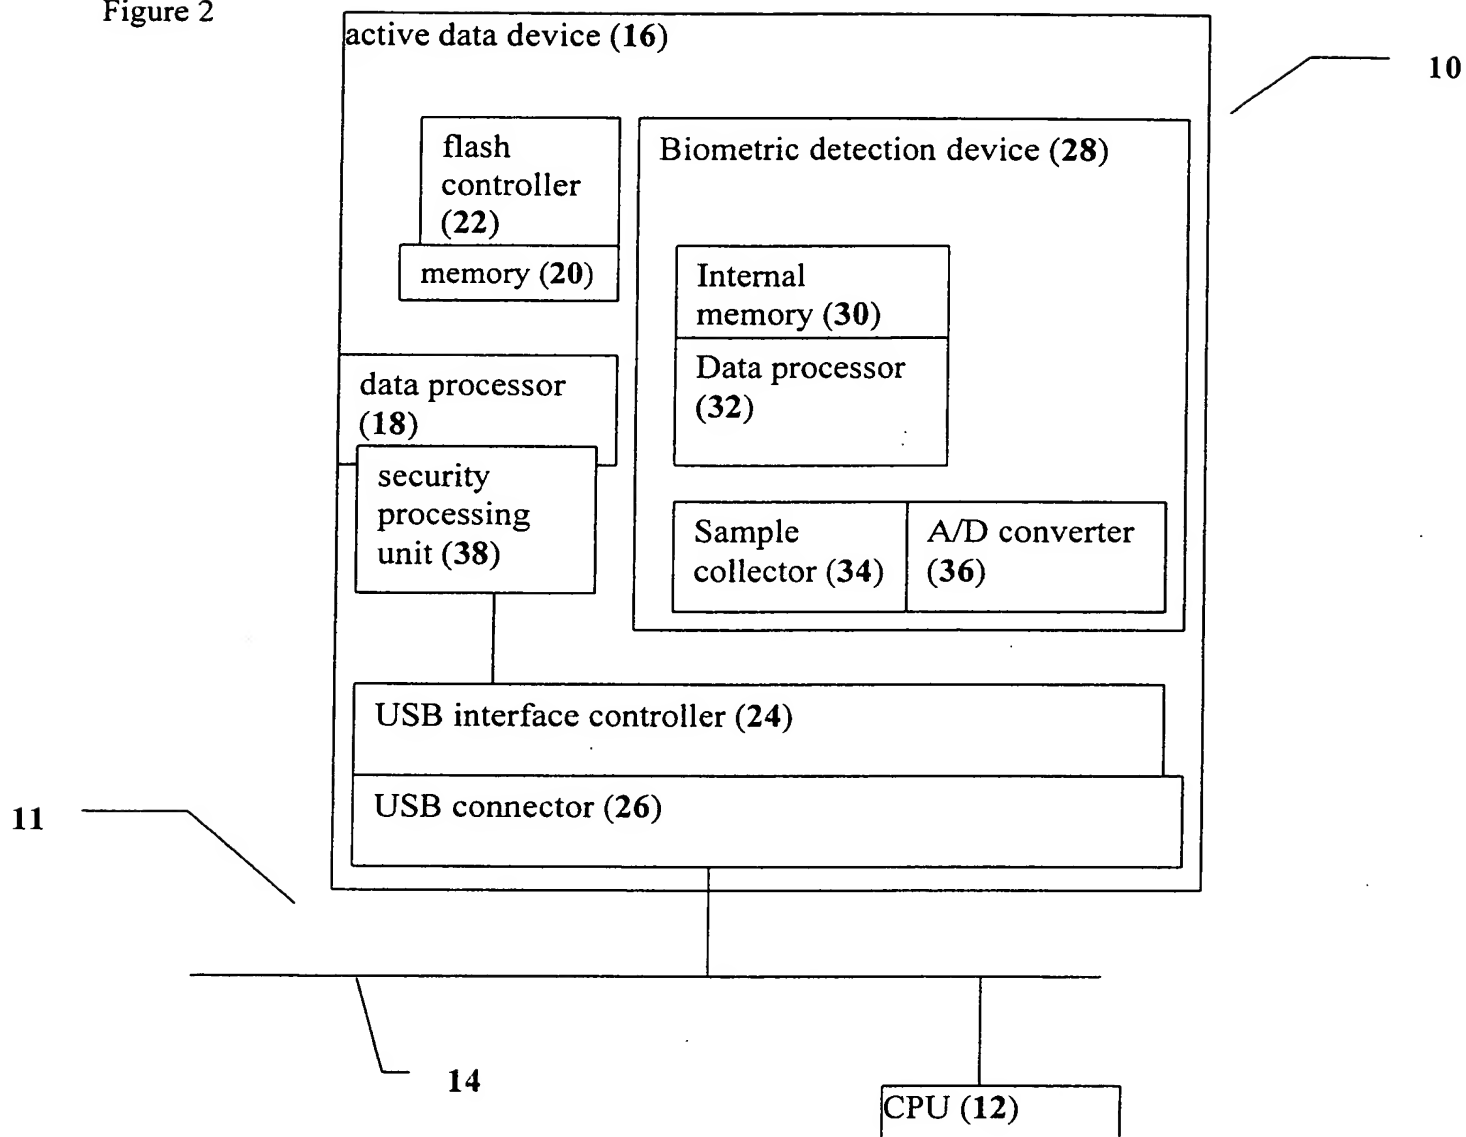 Figure 2
active data device (16)
10
flash
controller
(22)
memory (20)
Biometric detection device (28)
Internal
memory (30)
Data processor
(32)
data processor
(18)
security
processing
unit (38)
Sample
collector (34)
A/D converter
(36)
USB interface controller (24)
USB connector (26)
11
14
CPU (12)